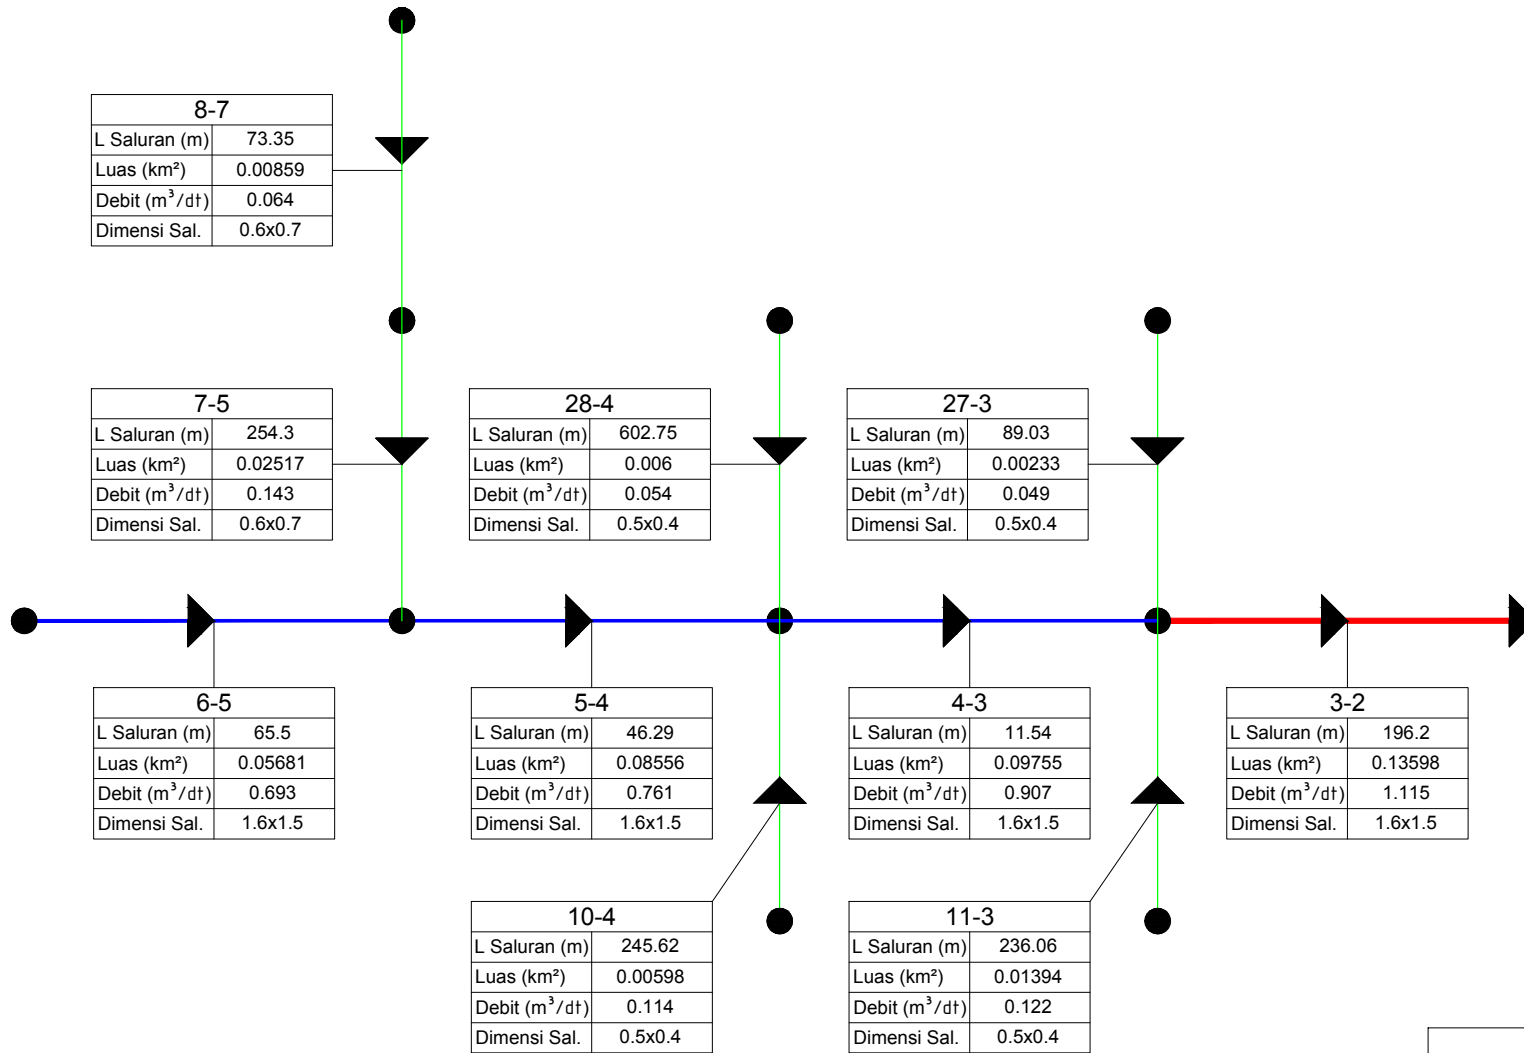 8-7
L Saluran (m) 73.35
Luas (km²) 0.00859
Debit (m³/dt) 0.064
Dimensi Sal. 0.6x0.7
7-5
L Saluran (m) 254.3
Luas (km²) 0.02517
Debit (m³/dt) 0.143
Dimensi Sal. 0.6x0.7
28-4
L Saluran (m) 602.75
Luas (km²) 0.006
Debit (m³/dt) 0.054
Dimensi Sal. 0.5x0.4
27-3
L Saluran (m) 89.03
Luas (km²) 0.00233
Debit (m³/dt) 0.049
Dimensi Sal. 0.5x0.4
6-5
L Saluran (m) 65.5
Luas (km²) 0.05681
Debit (m³/dt) 0.693
Dimensi Sal. 1.6x1.5
5-4
L Saluran (m) 46.29
Luas (km²) 0.08556
Debit (m³/dt) 0.761
Dimensi Sal. 1.6x1.5
4-3
L Saluran (m) 11.54
Luas (km²) 0.09755
Debit (m³/dt) 0.907
Dimensi Sal. 1.6x1.5
3-2
L Saluran (m) 196.2
Luas (km²) 0.13598
Debit (m³/dt) 1.115
Dimensi Sal. 1.6x1.5
10-4
L Saluran (m) 245.62
Luas (km²) 0.00598
Debit (m³/dt) 0.114
Dimensi Sal. 0.5x0.4
11-3
L Saluran (m) 236.06
Luas (km²) 0.01394
Debit (m³/dt) 0.122
Dimensi Sal. 0.5x0.4